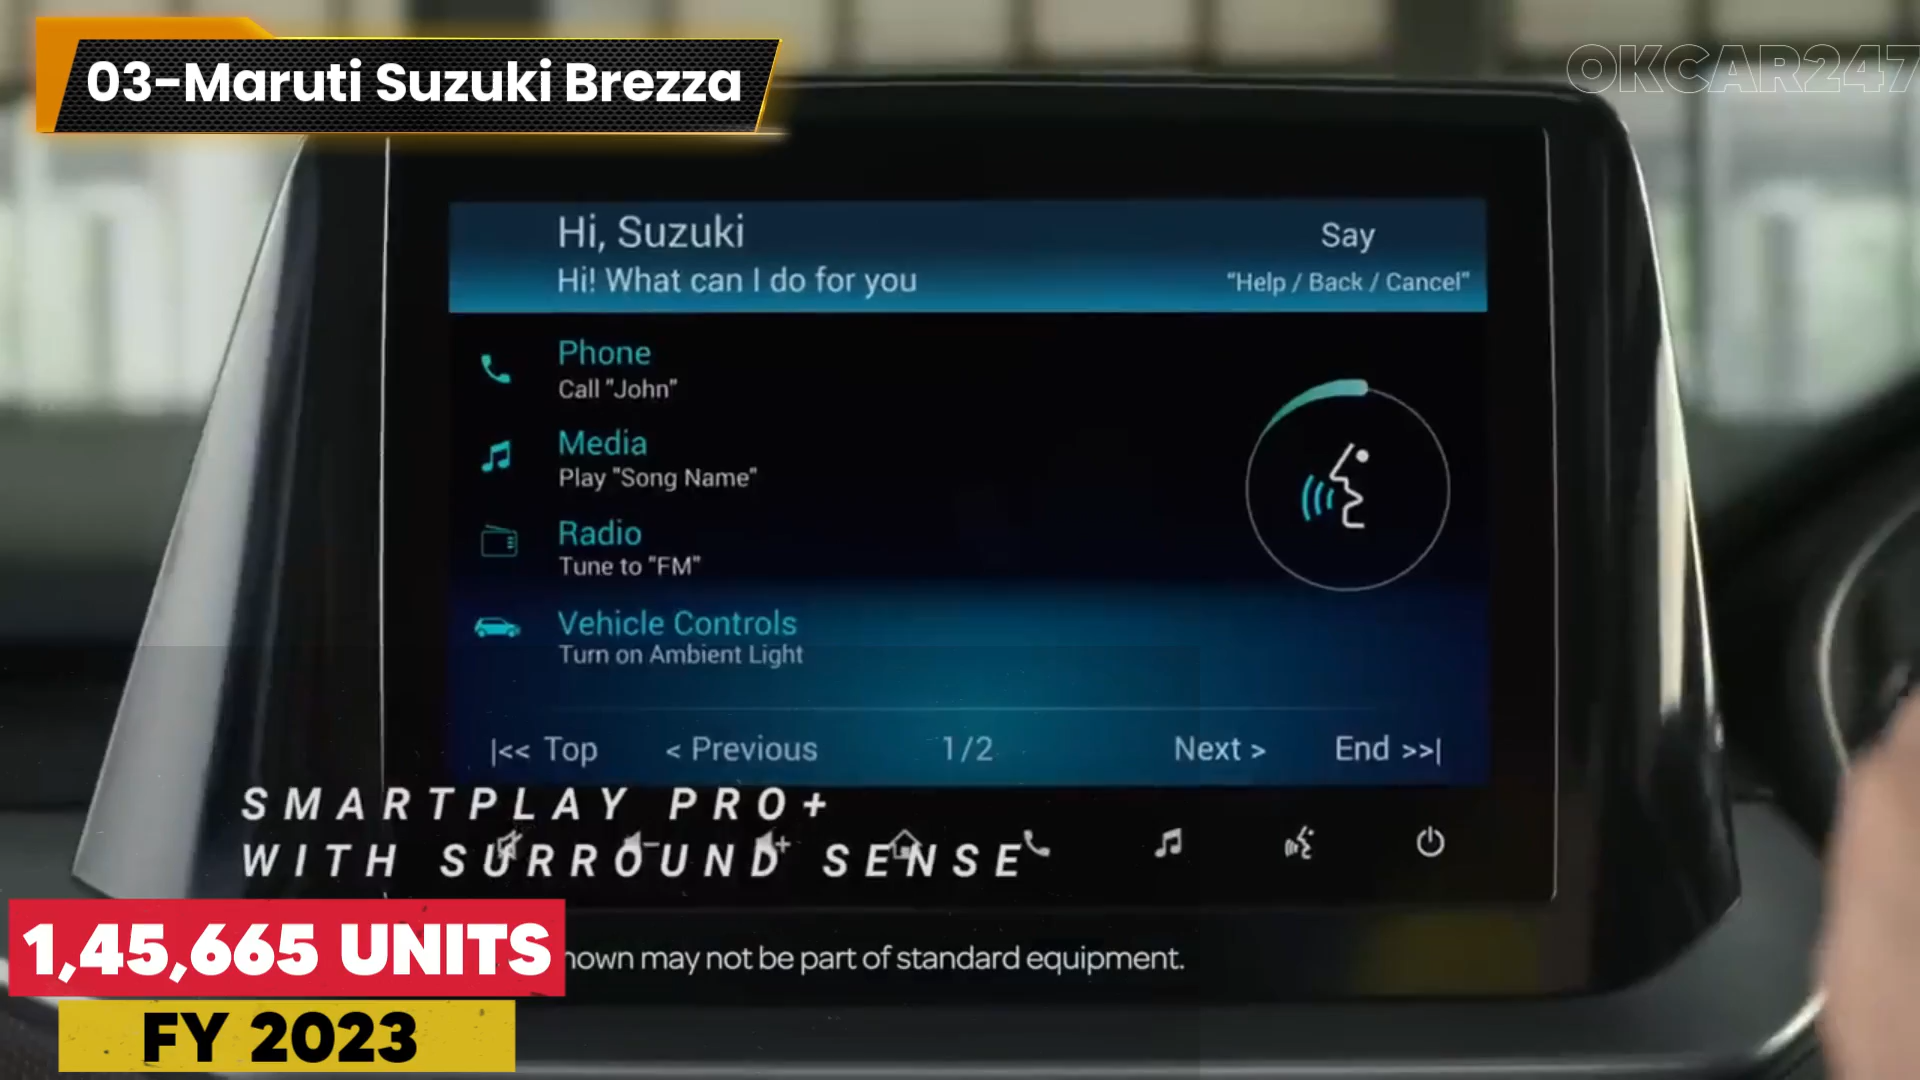 03-Maruti Suzuki Brezza
OKCAR247
Hi, Suzuki
Hi! What can I do for you
Say
"Help / Back / Cancel"
Phone
Call "John"
Media
Play "Song Name"
Radio
Tune to "FM"
Vehicle Controls
Turn on Ambient Light
|<< Top
< Previous
1/2
Next >
End >>|
SMARTPLAY PRO+
WITH SURROUND SENSE
1,45,665 UNITS
may not be part of standard equipment.
FY 2023